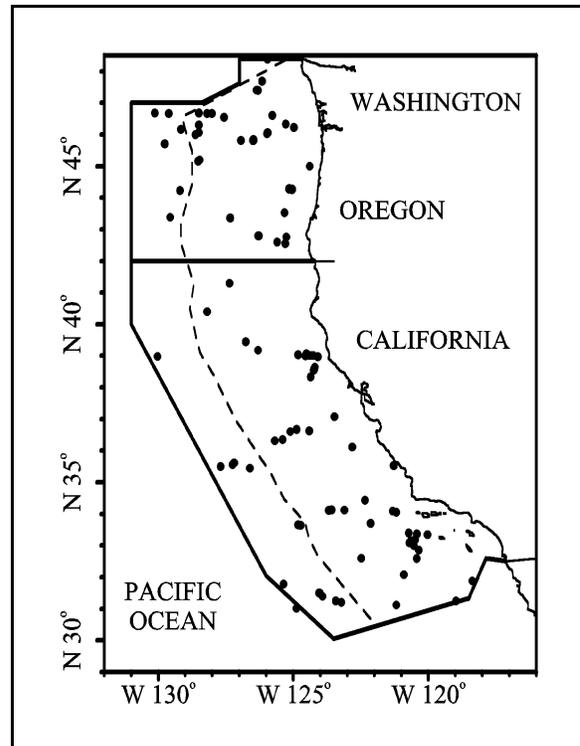 WASHINGTON
N 45°
OREGON
N 40°
CALIFORNIA
N 35°
PACIFIC
OCEAN
N 30°
W 130°
W 125°
W 120°